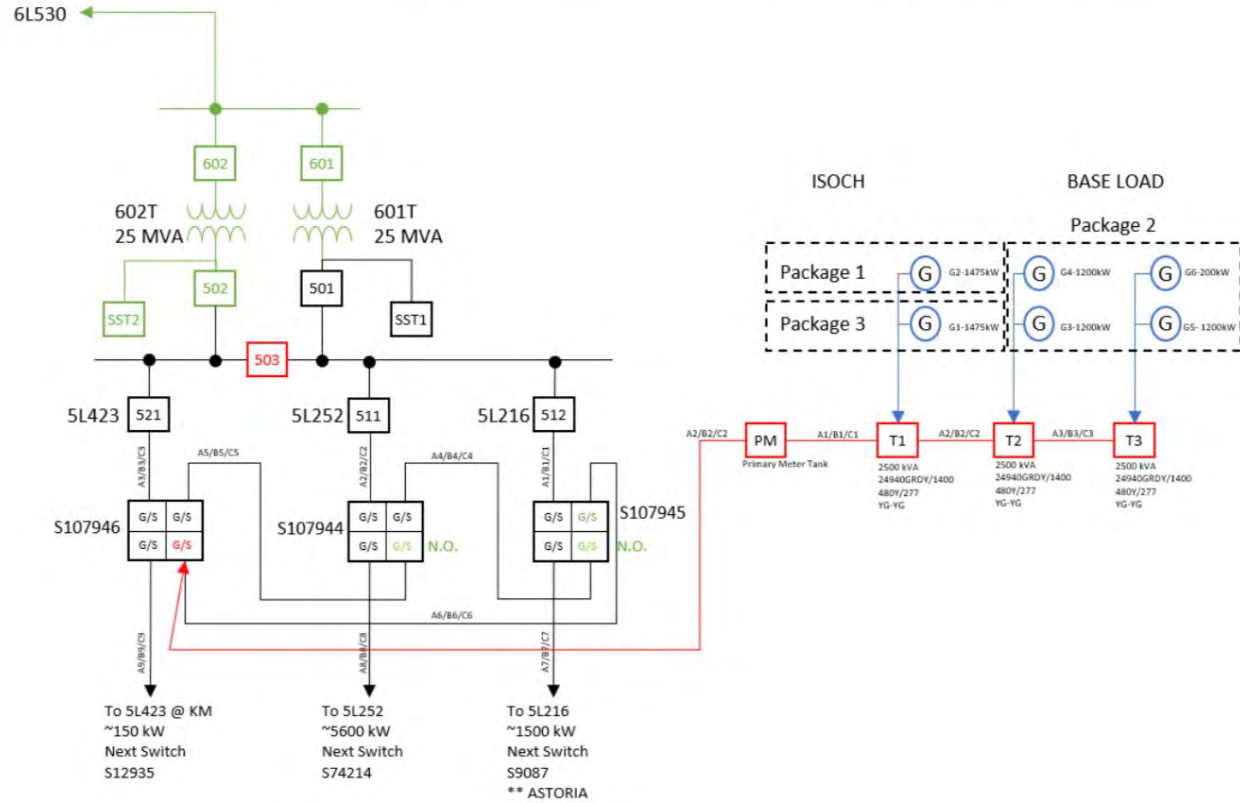 6L530
602
601
602T
25 MVA
601T
25 MVA
SST2
502
501
SST1
503
5L423
521
5L252
511
5L216
512
A3/B3/C3
A5/B5/C5
A2/B2/C2
A4/B4/C4
A1/B1/C1
S107946
G/S G/S
G/S G/S
S107944
G/S G/S
G/S G/S
N.O.
S107945
G/S G/S
G/S G/S
N.O.
A6/B6/C6
A9/B9/C9
A8/B8/C8
A7/B7/C7
To 5L423 @ KM
~150 kW
Next Switch
S12935
To 5L252
~5600 kW
Next Switch
S74214
To 5L216
~1500 kW
Next Switch
S9087
** ASTORIA
ISOCH
BASE LOAD
Package 2
Package 1
G G2-1475kW
G G4-1200kW
G G6-200kW
Package 3
G G1-1475kW
G G3-1200kW
G G5- 1200kW
A2/B2/C2
PM
Primary Meter Tank
A1/B1/C1
T1
2500 kVA
24940GRDY/1400
480Y/277
YG-YG
A2/B2/C2
T2
2500 kVA
24940GRDY/1400
480Y/277
YG-YG
A3/B3/C3
T3
2500 kVA
24940GRDY/1400
480Y/277
YG-YG